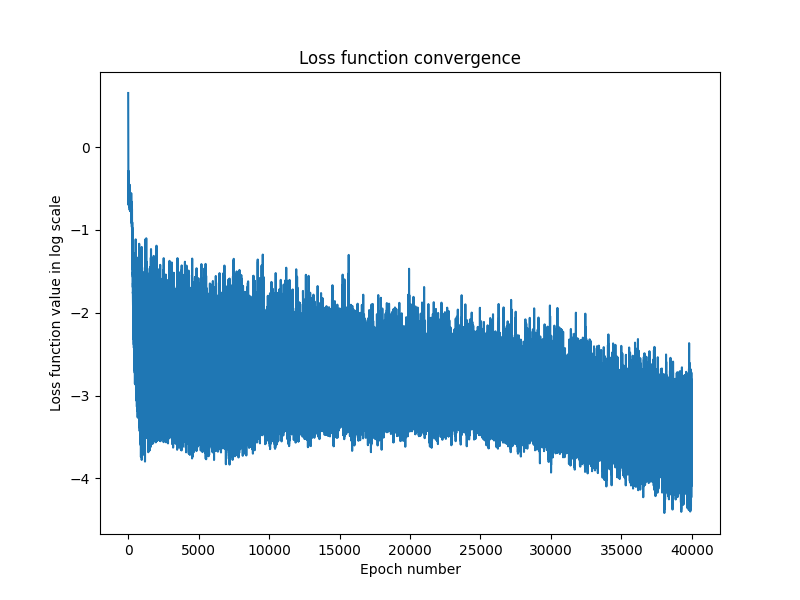 Loss function convergence
0
−1
−2
−3
−4
Loss function value in log scale
0 5000 10000 15000 20000 25000 30000 35000 40000
Epoch number